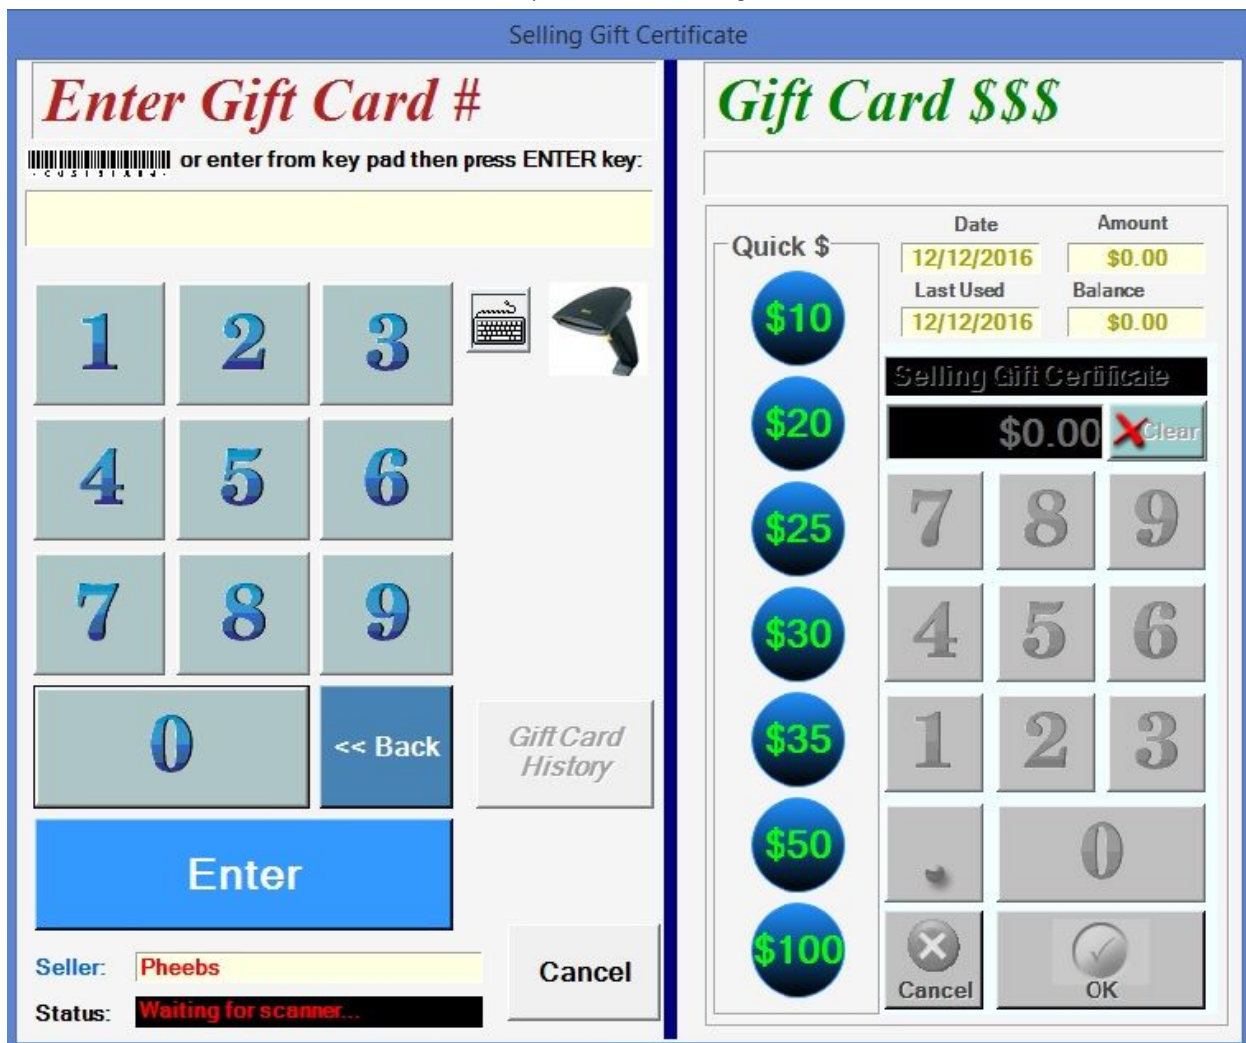 Selling Gift Certificate
Enter Gift Card #
or enter from key pad then press ENTER key:
1 2 3
4 5 6
7 8 9
0 << Back
Gift Card
History
Enter
Seller: Pheebs
Status: Waiting for scanner...
Cancel
Gift Card $$$
Quick $
$10
$20
$25
$30
$35
$50
$100
Date Amount
12/12/2016 $0.00
Last Used Balance
12/12/2016 $0.00
Selling Gift Certificate
$0.00 Clear
7 8 9
4 5 6
1 2 3
. 0
Cancel OK